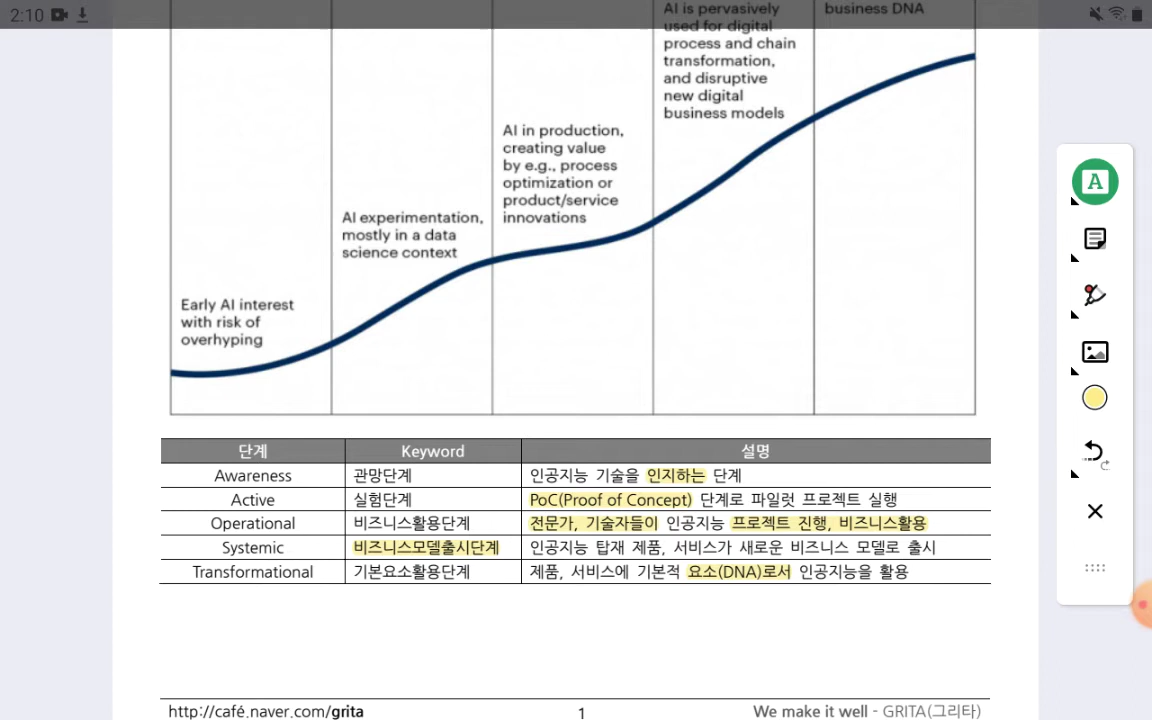 2:10
AI is pervasively
used for digital
process and chain
transformation,
and disruptive
new digital
business models
business DNA
AI in production,
creating value
by e.g., process
optimization or
product/service
innovations
AI experimentation,
mostly in a data
science context
Early AI interest
with risk of
overhyping
단계 Keyword 설명
Awareness 관망단계 인공지능 기술을 인지하는 단계
Active 실험단계 PoC(Proof of Concept) 단계로 파일럿 프로젝트 실행
Operational 비즈니스활용단계 전문가, 기술자들이 인공지능 프로젝트 진행, 비즈니스활용
Systemic 비즈니스모델출시단계 인공지능 탑재 제품, 서비스가 새로운 비즈니스 모델로 출시
Transformational 기본요소활용단계 제품, 서비스에 기본적 요소(DNA)로서 인공지능을 활용
http://café.naver.com/grita 1 We make it well - GRITA(그리타)
A